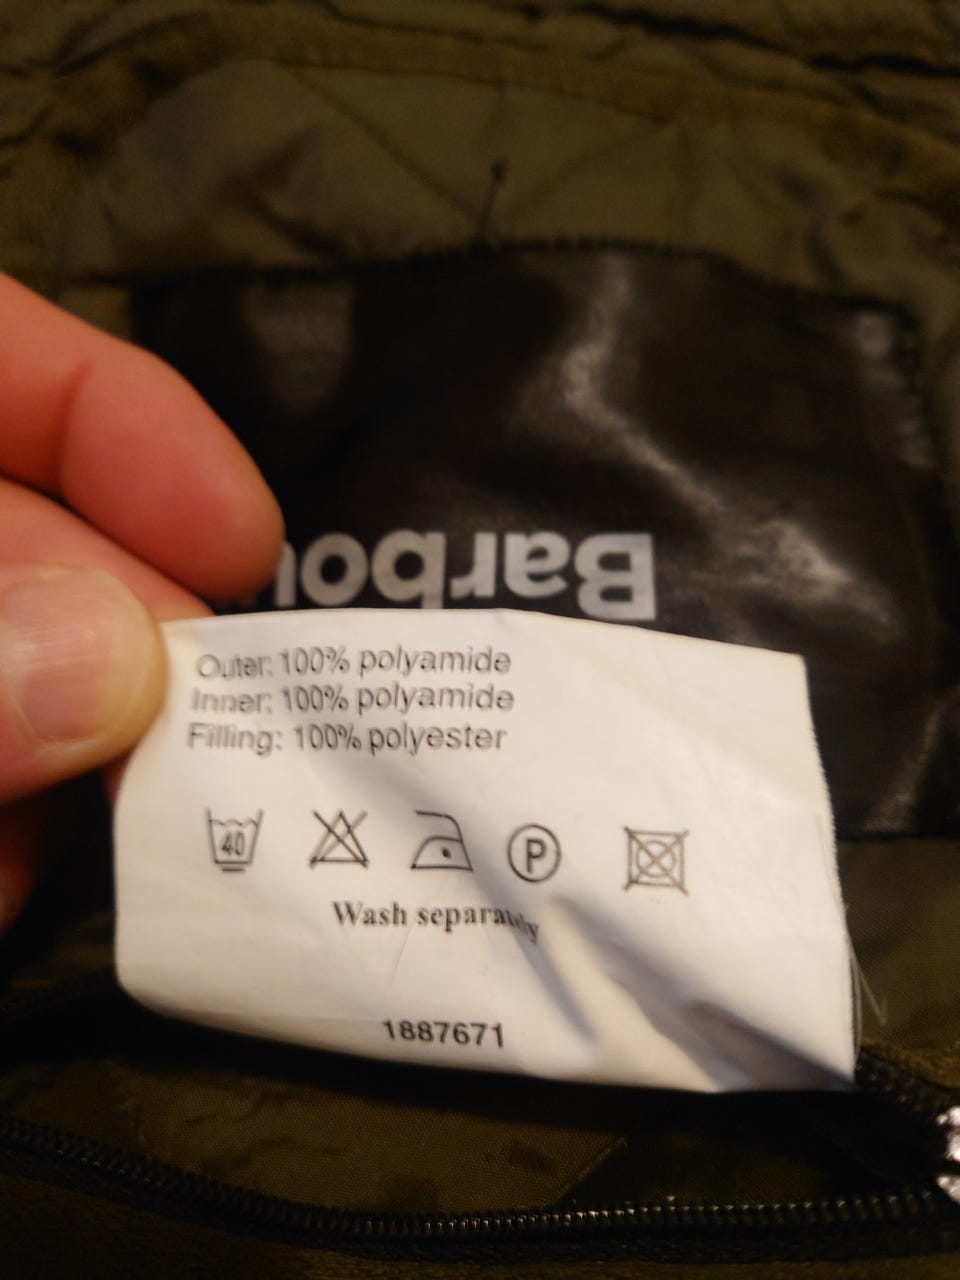 Barbou
Outer: 100% polyamide
Inner: 100% polyamide
Filling: 100% polyester
40
P
Wash separately
1887671